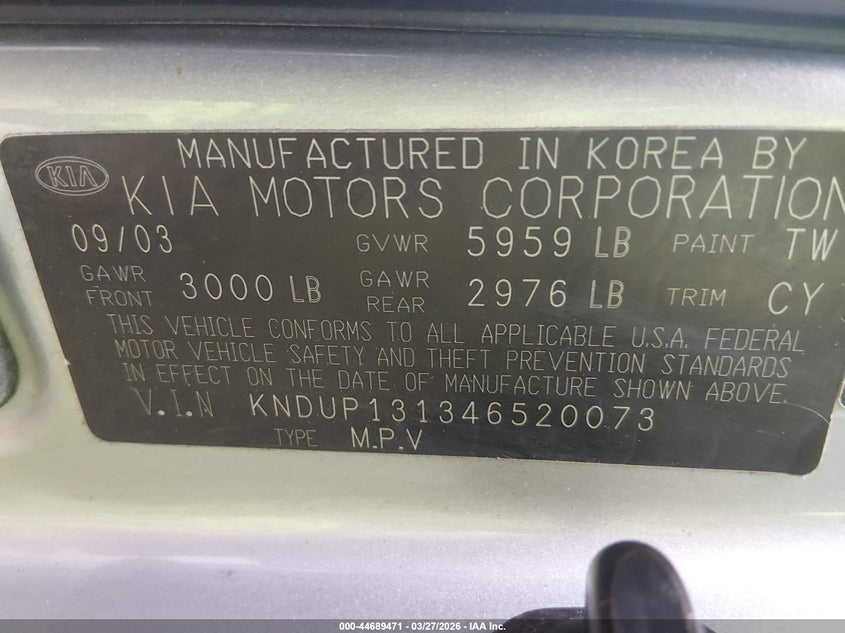 MANUFACTURED IN KOREA BY
KIA KIA MOTORS CORPORATION
09/03 GVWR 5959 LB PAINT TW
GAWR FRONT 3000 LB GAWR REAR 2976 LB TRIM CY
THIS VEHICLE CONFORMS TO ALL APPLICABLE U.S.A. FEDERAL
MOTOR VEHICLE SAFETY AND THEFT PREVENTION STANDARDS
IN EFFECT ON THE DATE OF MANUFACTURE SHOWN ABOVE.
V.I.N KNDUP131346520073
TYPE M.P.V
000-44689471 | 03/27/2026 - IAA Inc.